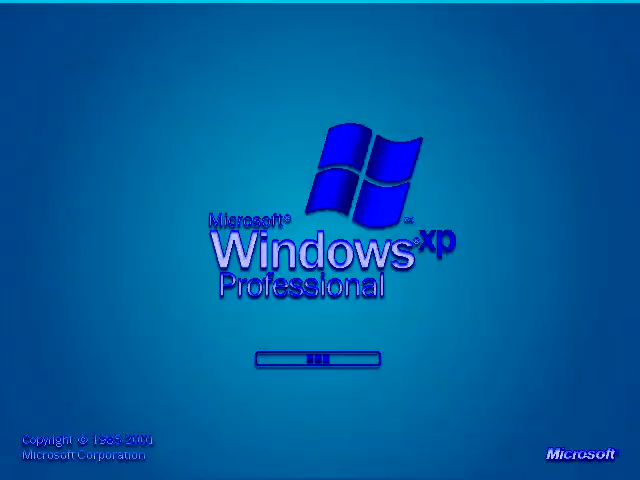 Microsoft®
Windows xp
Professional
Copyright © 1985-2001
Microsoft Corporation
Microsoft